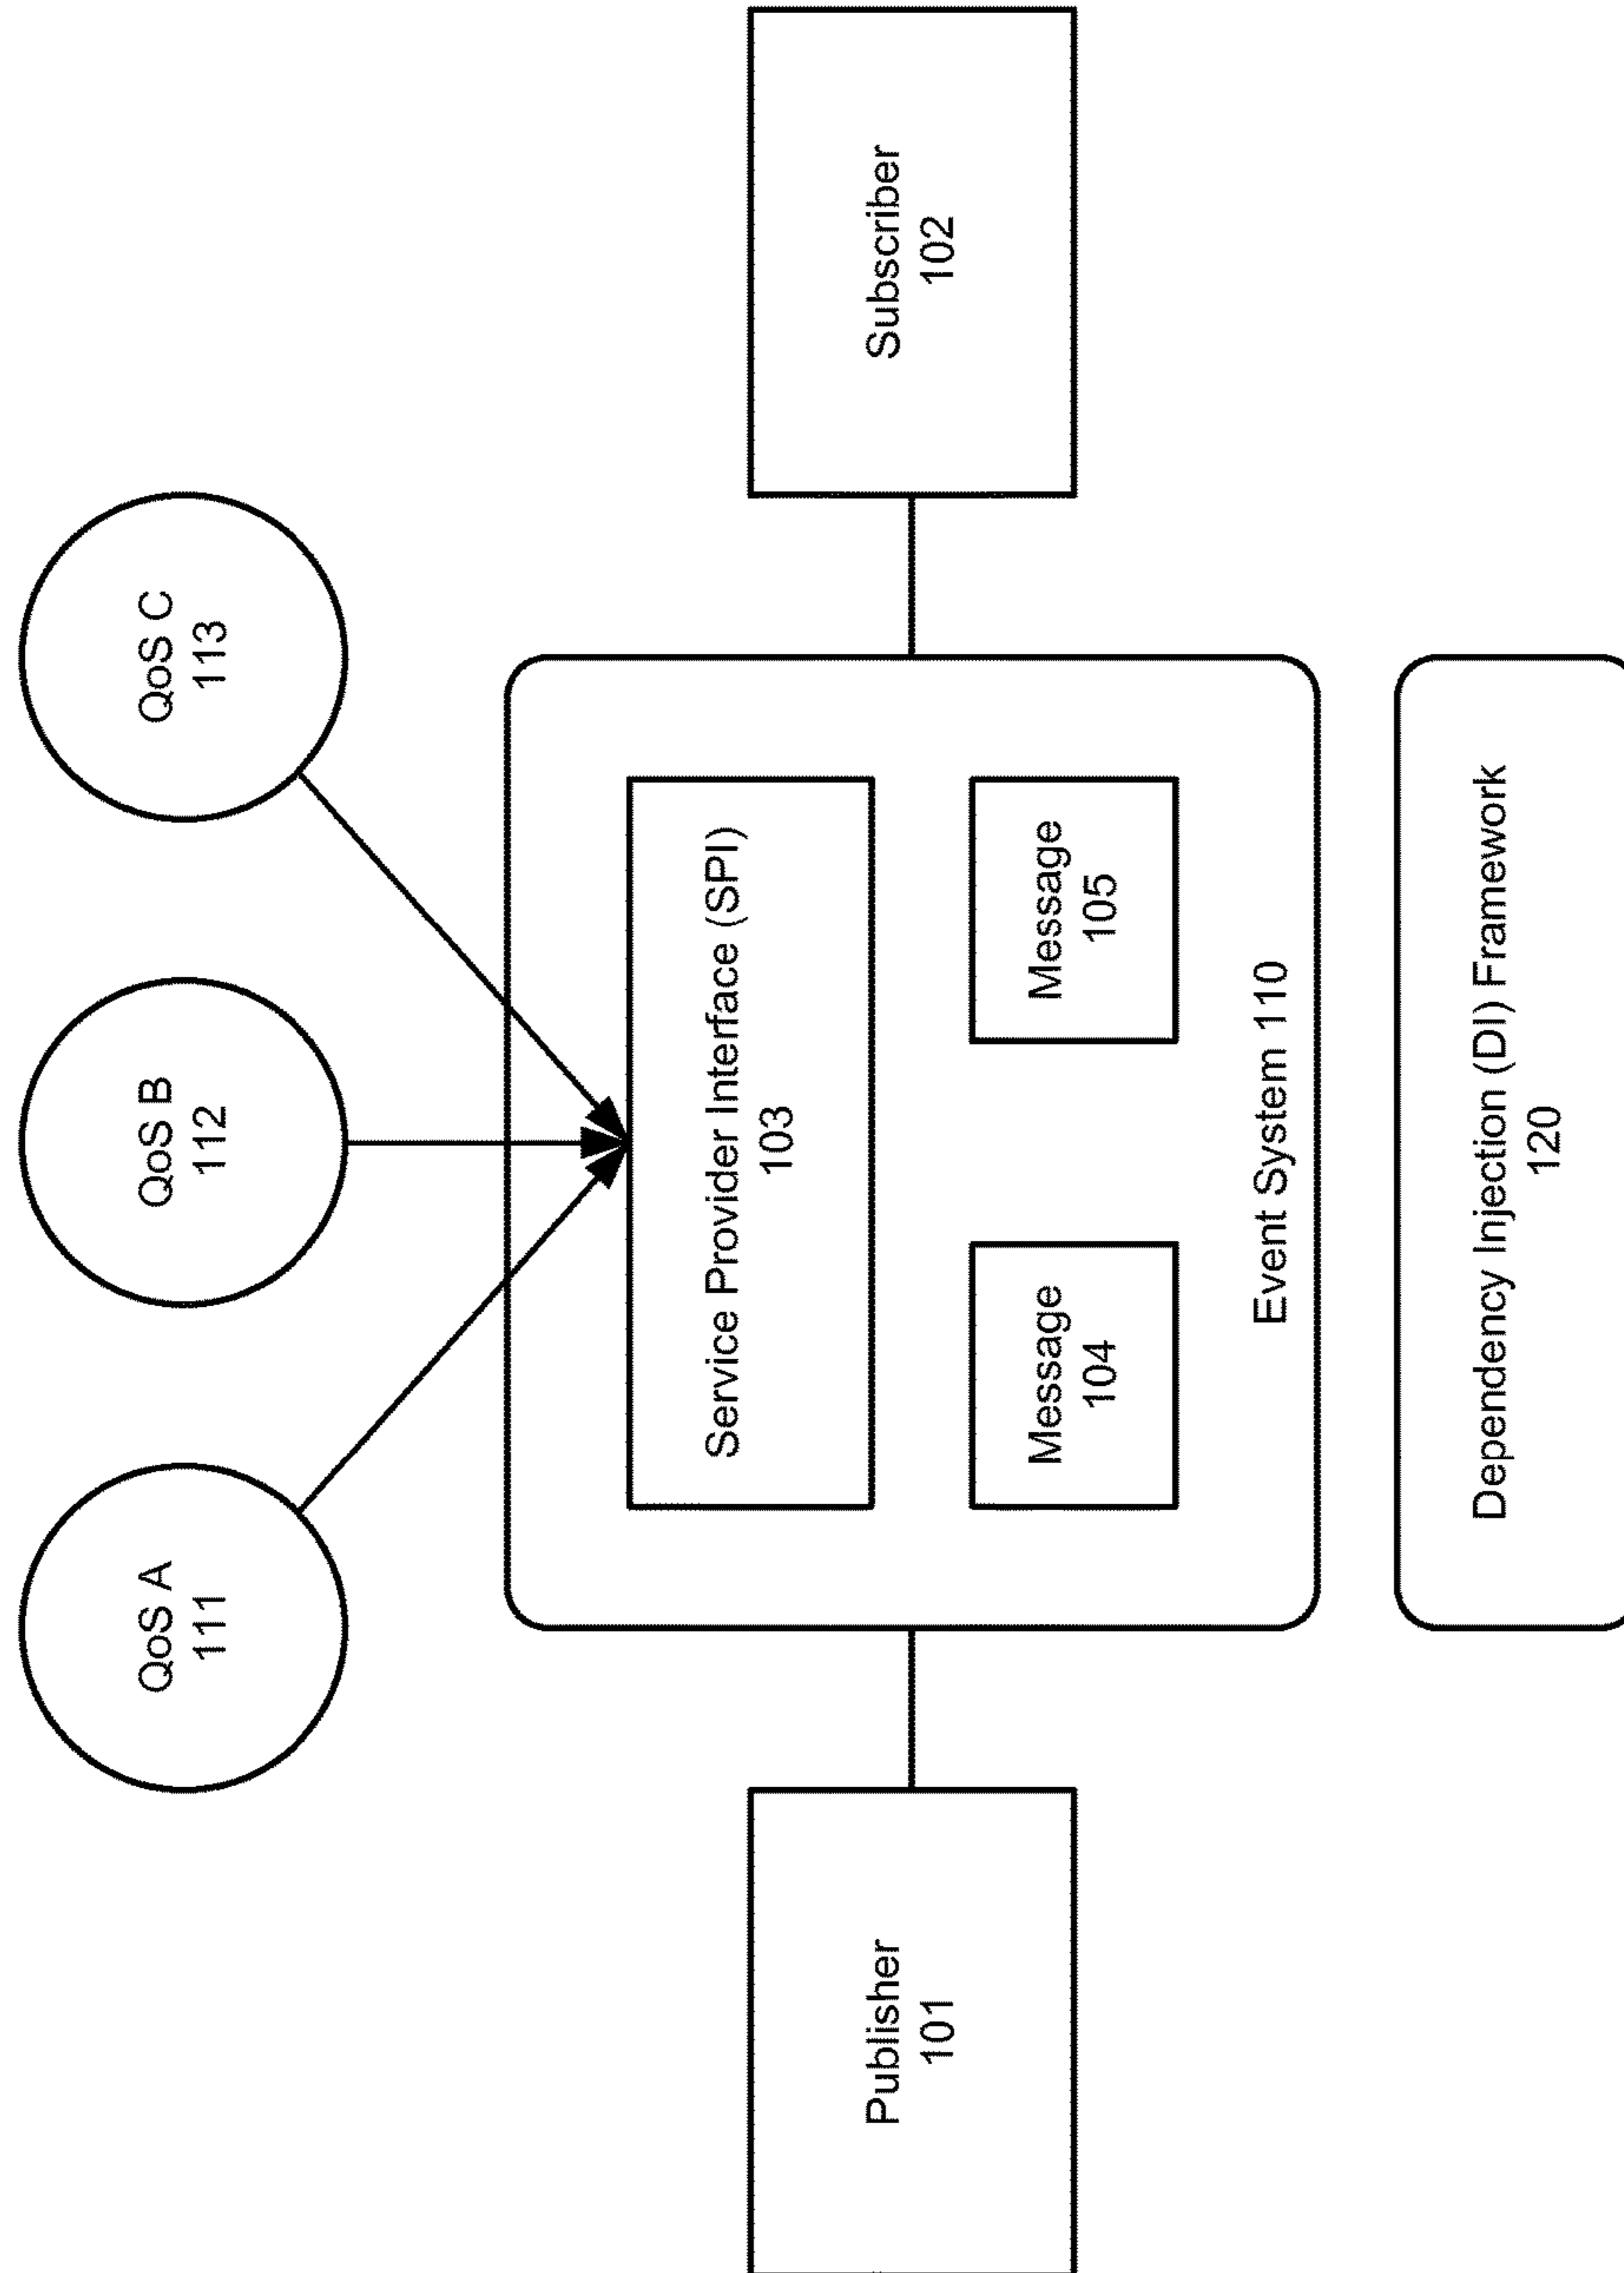 QoS A
111
QoS B
112
QoS C
113
Service Provider Interface (SPI)
103
Publisher
101
Message
104
Message
105
Subscriber
102
Event System 110
Dependency Injection (DI) Framework
120